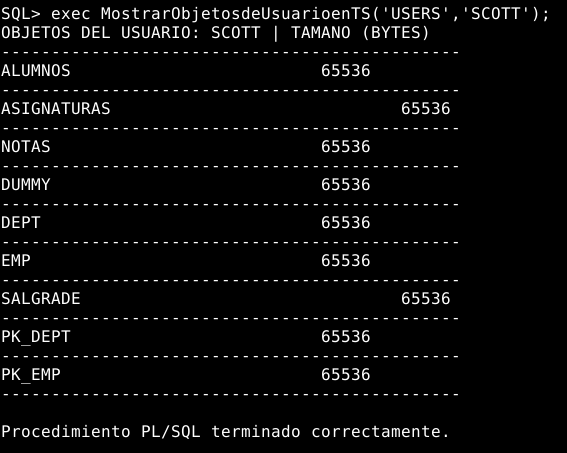 SQL> exec MostrarObjetosdeUsuarioenTS('USERS','SCOTT');
OBJETOS DEL USUARIO: SCOTT | TAMANO (BYTES)
----------------------------------------------
ALUMNOS                         65536
----------------------------------------------
ASIGNATURAS                             65536
----------------------------------------------
NOTAS                           65536
----------------------------------------------
DUMMY                           65536
----------------------------------------------
DEPT                            65536
----------------------------------------------
EMP                             65536
----------------------------------------------
SALGRADE                                65536
----------------------------------------------
PK_DEPT                         65536
----------------------------------------------
PK_EMP                          65536
----------------------------------------------
Procedimiento PL/SQL terminado correctamente.